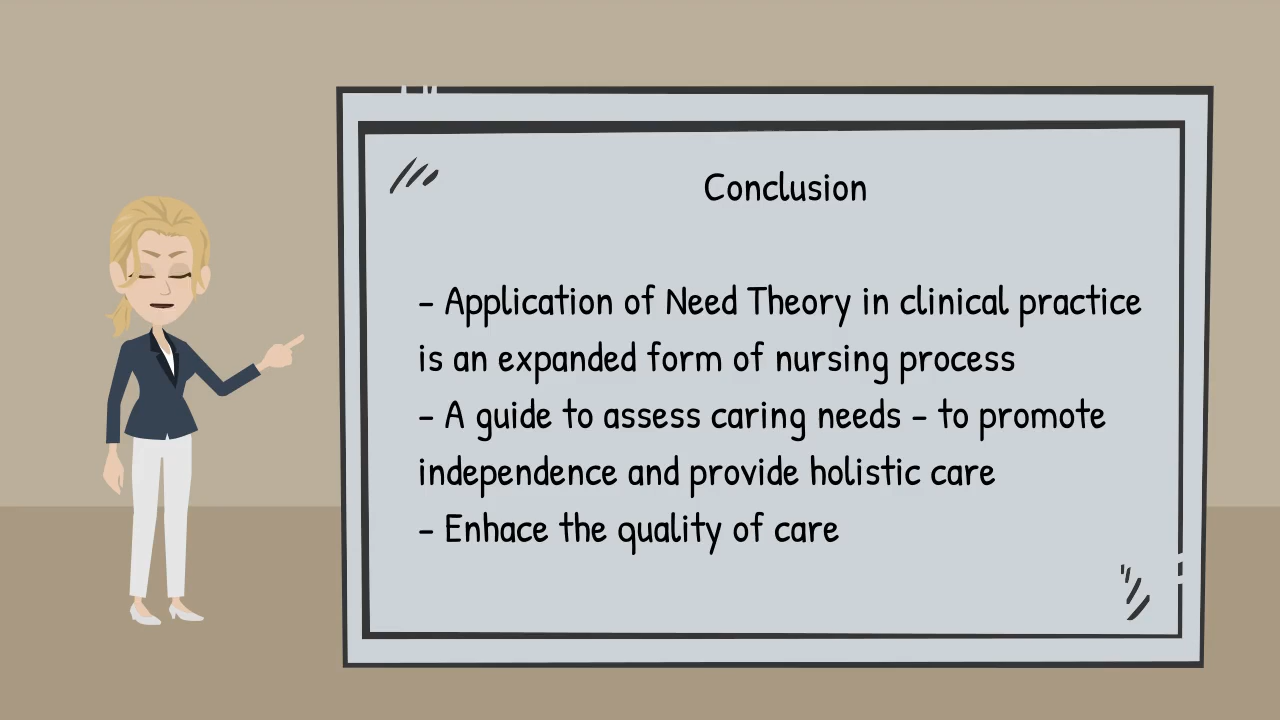 Conclusion
- Application of Need Theory in clinical practice
is an expanded form of nursing process
- A guide to assess caring needs - to promote
independence and provide holistic care
- Enhace the quality of care